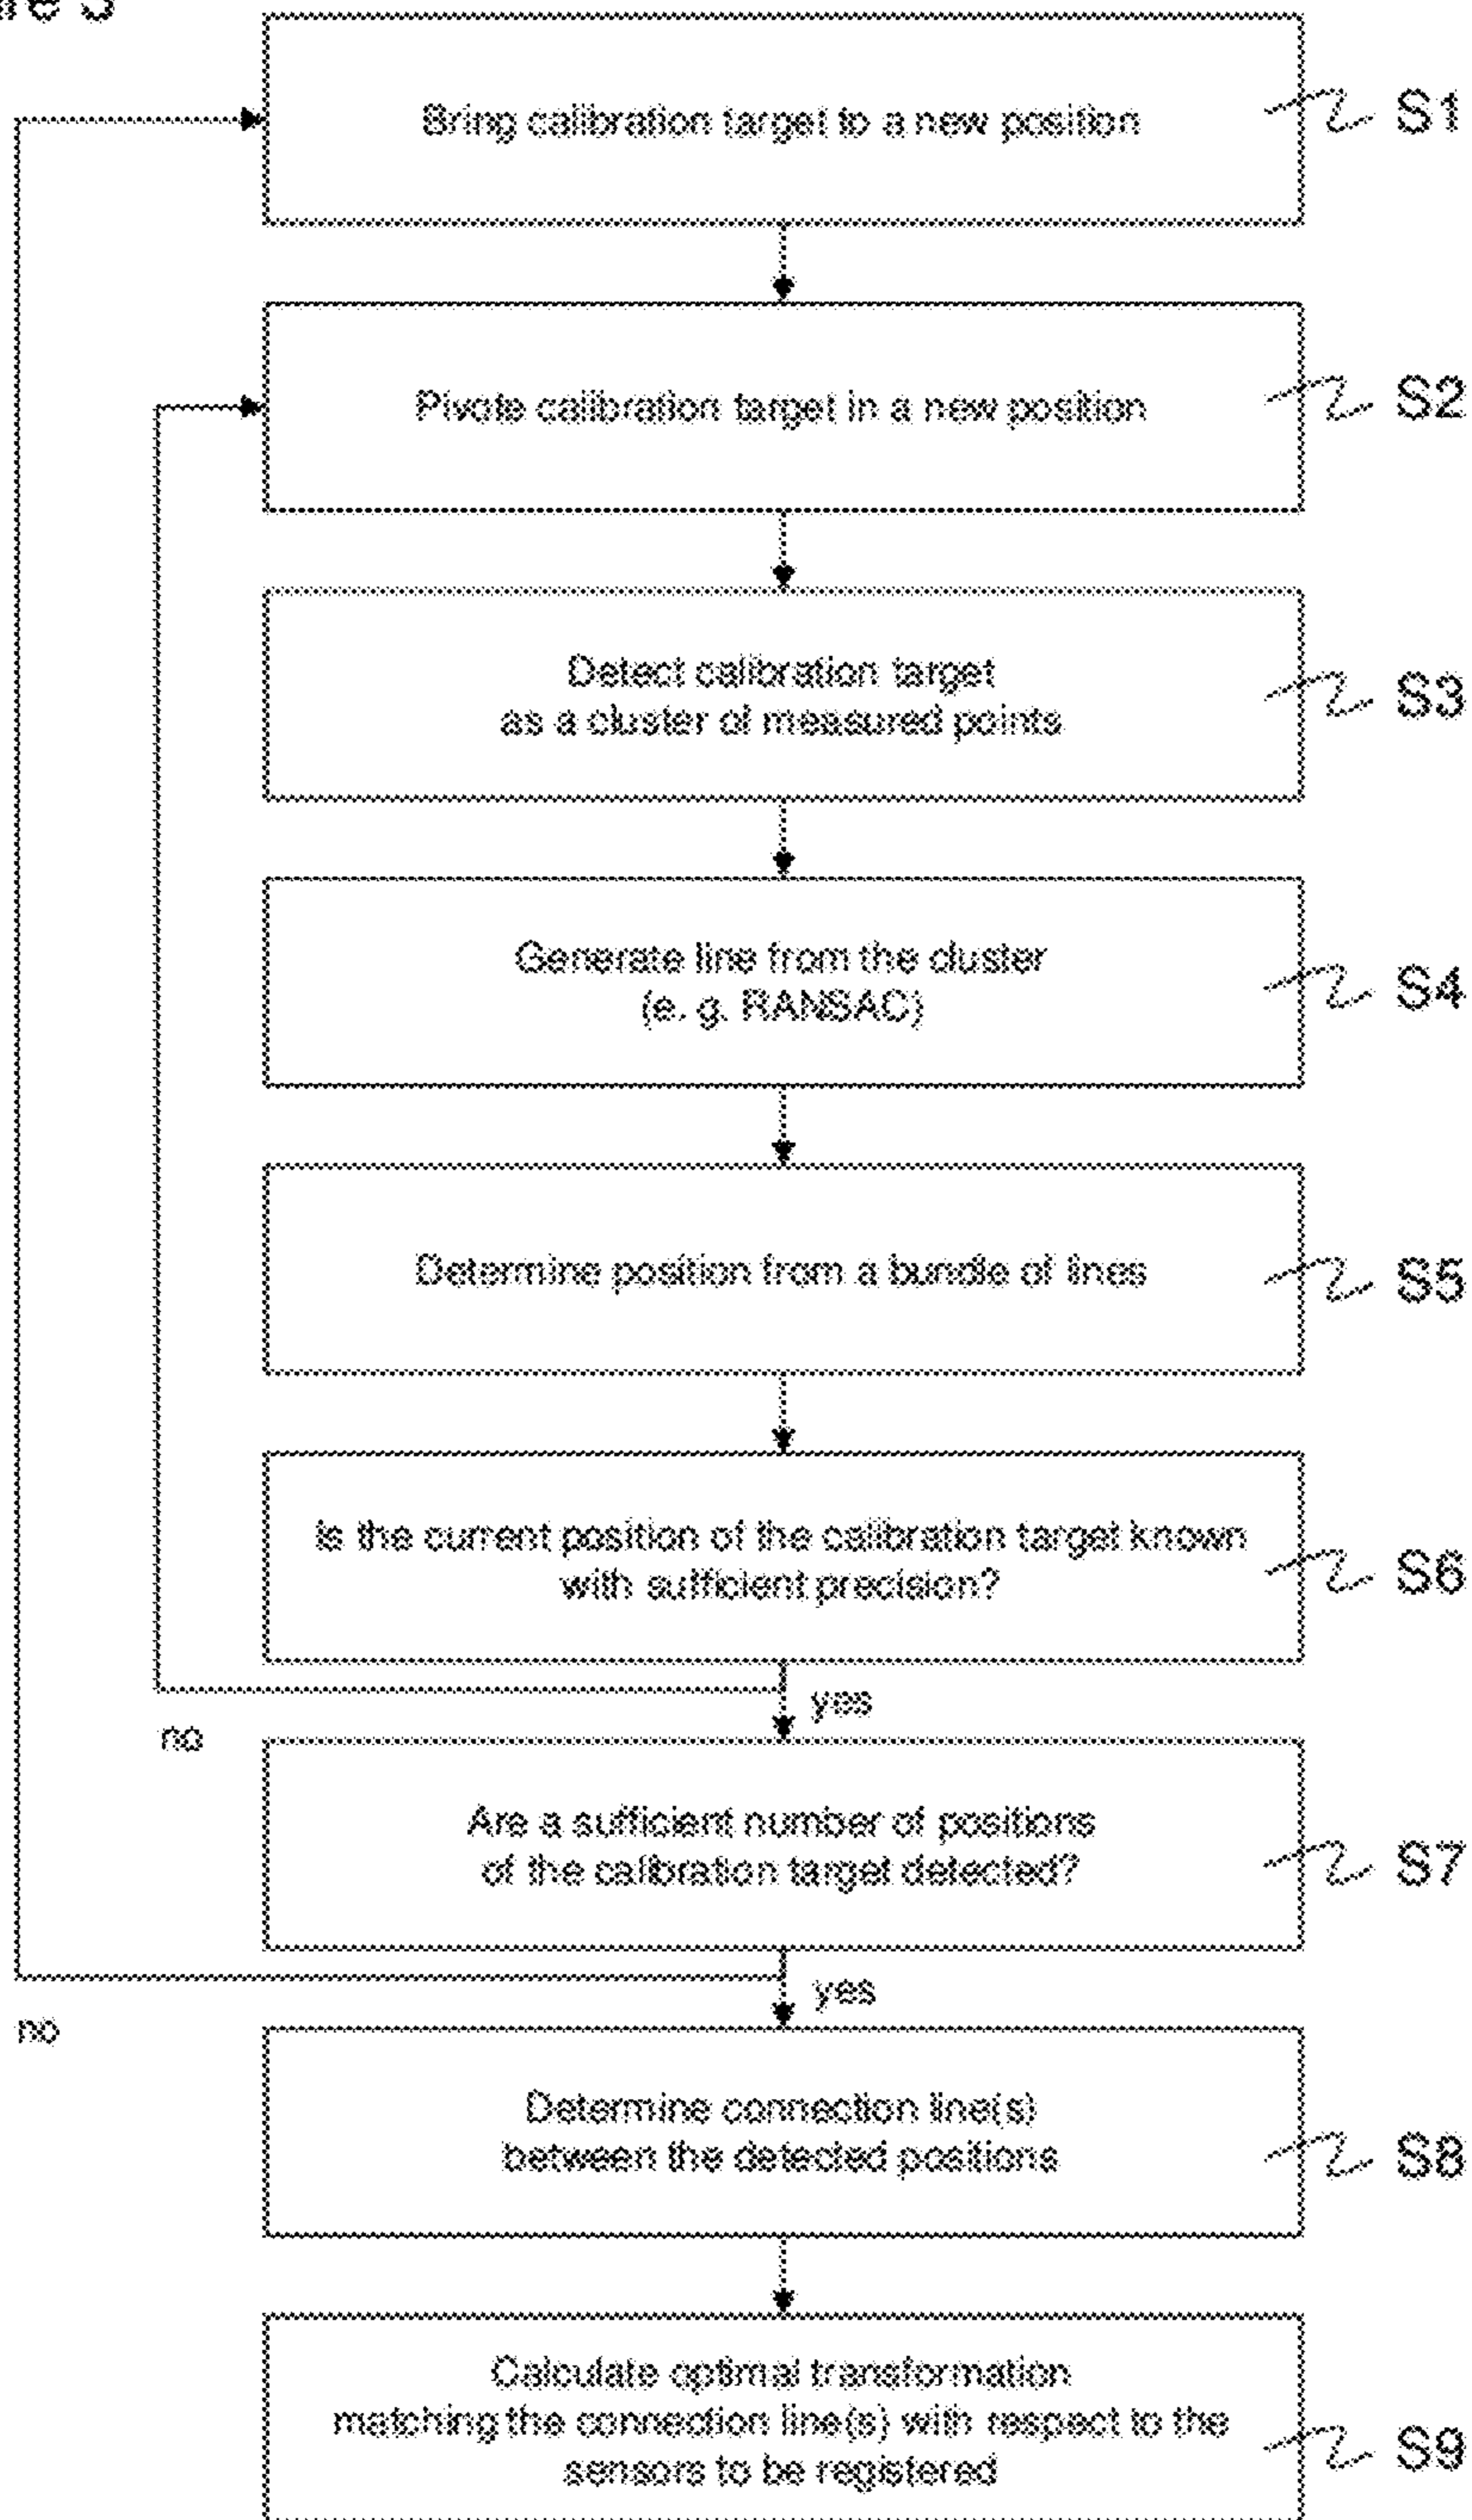 Bring calibration target to a new position
S1
Pivote calibration target in a new position
S2
Detect calibration target
as a cluster of measured points
S3
Generate line from the cluster
(e. g. RANSAC)
S4
Determine position from a bundle of lines
S5
Is the current position of the calibration target known
with sufficient precision?
S6
yes
no
Are a sufficient number of positions
of the calibration target detected?
S7
yes
no
Determine connection line(s)
between the detected positions
S8
Calculate optimal transformation
matching the connection line(s) with respect to the
sensors to be registered
S9